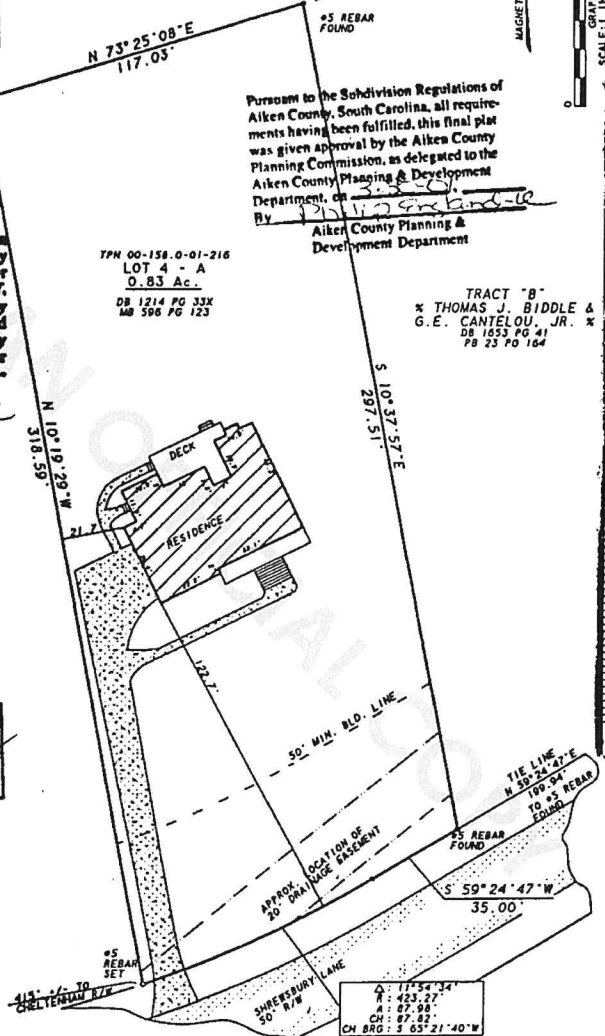 N 73°25'08"E
117.03'
#5 REBAR
FOUND
MAGNETIC
GRAP
SCALE: 1 IN
0
Pursuant to the Subdivision Regulations of
Aiken County, South Carolina, all require-
ments having been fulfilled, this final plat
was given approval by the Aiken County
Planning Commission, as delegated to the
Aiken County Planning & Development
Department, on
By
Aiken County Planning &
Development Department
TPN 00-158.0-01-216
LOT 4 - A
0.83 Ac.
DB 1214 PG 33X
MB 596 PG 123
TRACT "B"
% THOMAS J. BIDDLE &
G.E. CANTELOU, JR. %
DB 1653 PG 41
PB 23 PG 164
N 10°19'29"W
318.59'
S 10°37'57"E
297.51'
DECK
RESIDENCE
21.7'
122.7'
50' MIN. BLD. LINE
APPROX. LOCATION OF
20' DRAINAGE EASEMENT
TIE LINE
N 59°24'47"E
199.94'
TO #5 REBAR
FOUND
#5 REBAR
FOUND
S 59°24'47"W
35.00'
#5
REBAR
SET
415' +/- TO
CHELTENHAM R/W
SHREWSBURY LANE
50' R/W
Δ : 11°54'34"
R : 423.27'
A : 87.98'
CH : 87.82'
CH BRG : S 65°21'40"W
UNOFFICIAL COPY